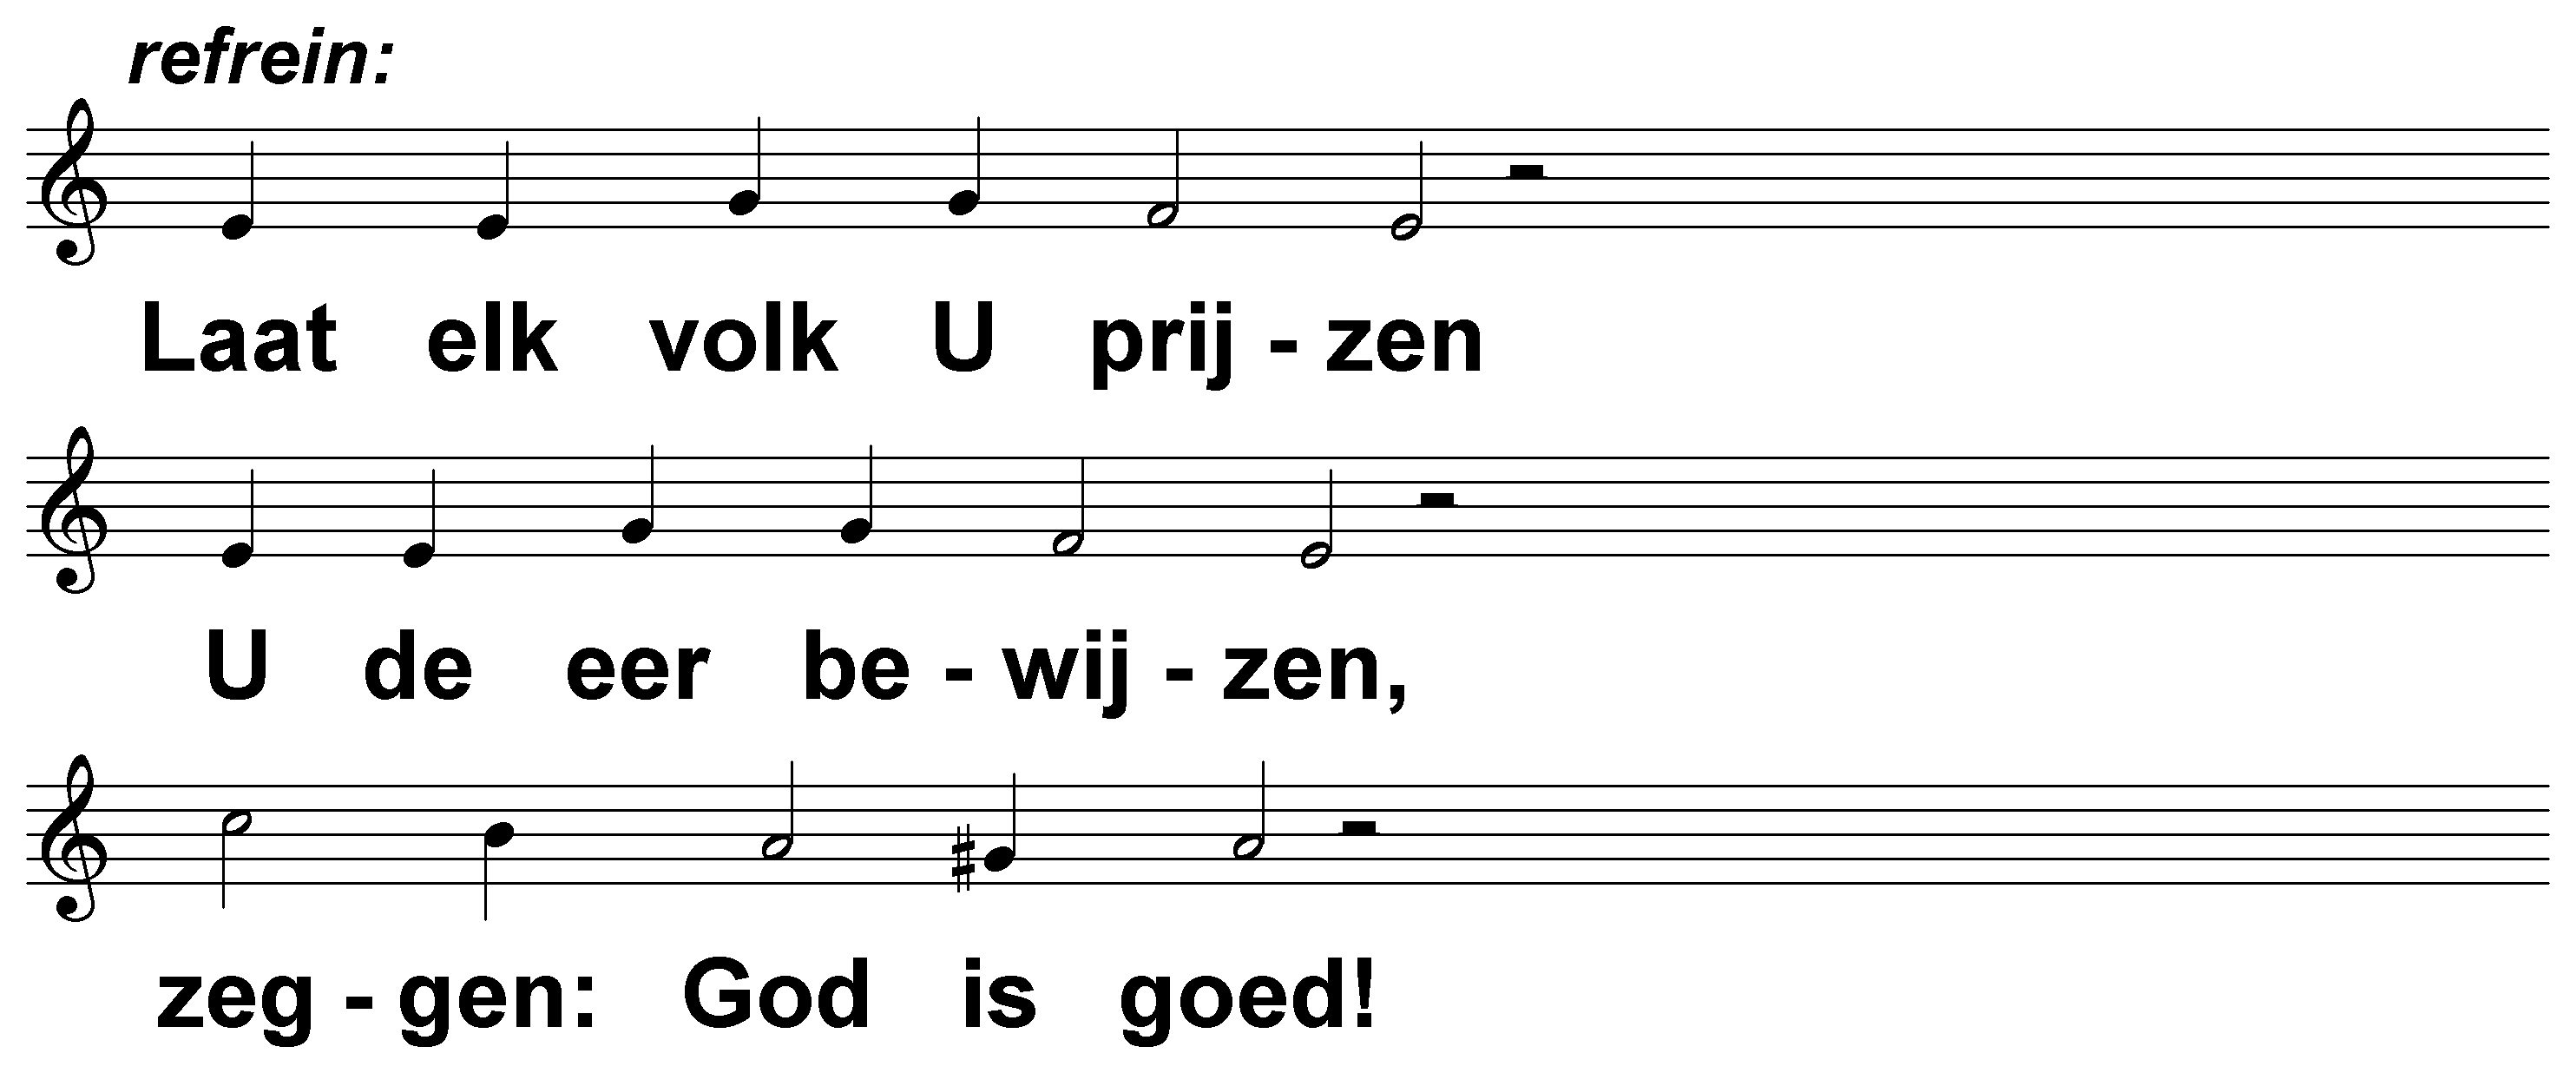 refrein:
Laat elk volk U prij - zen
U de eer be - wij - zen,
zeg - gen: God is goed!